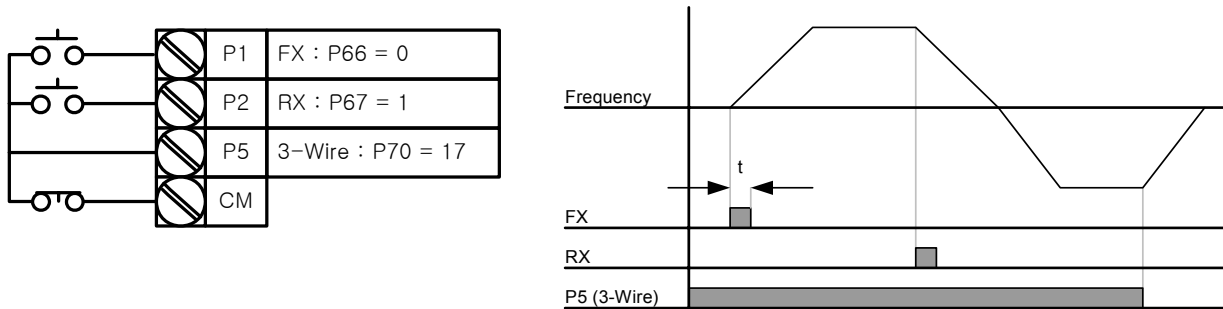 P1 FX : P66 = 0
P2 RX : P67 = 1
P5 3-Wire : P70 = 17
CM
Frequency
t
FX
RX
P5 (3-Wire)